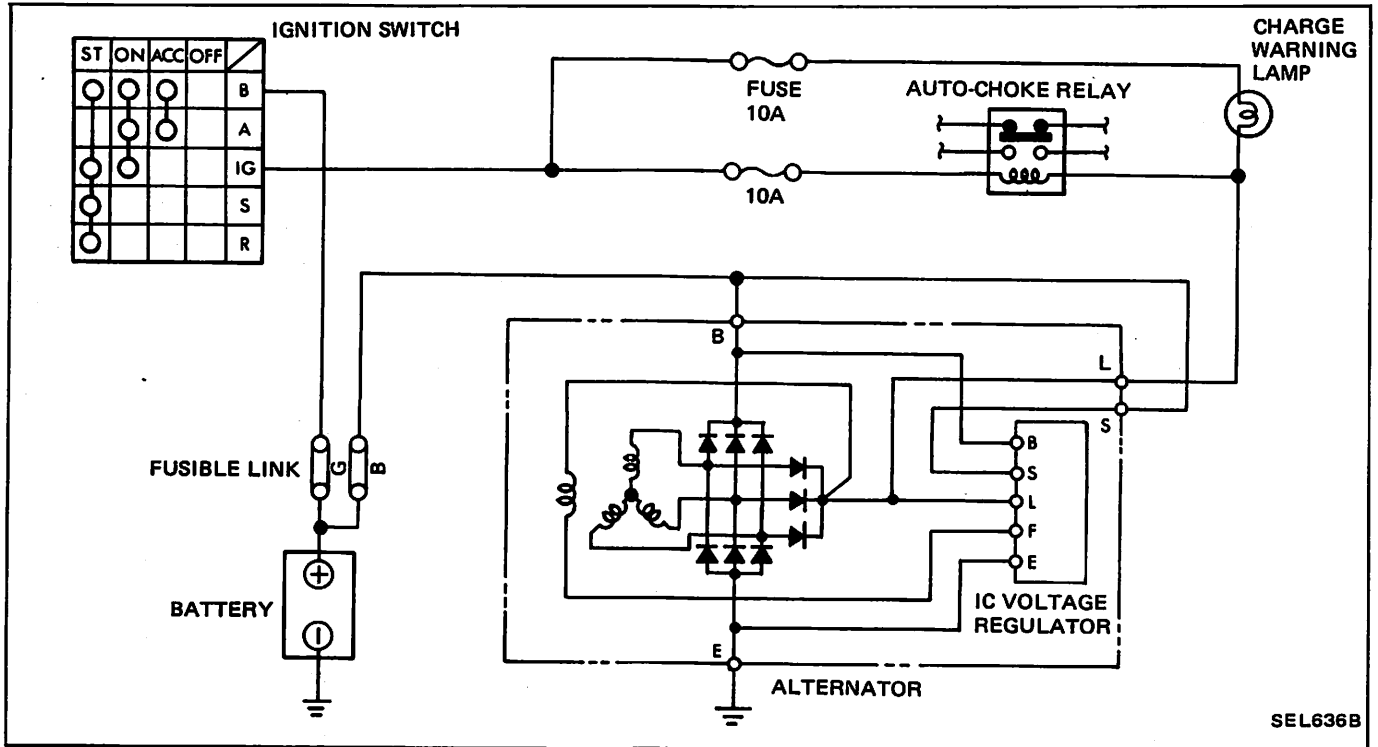 IGNITION SWITCH
ST ON ACC OFF
B
A
IG
S
R
FUSE
10A
10A
AUTO-CHOKE RELAY
CHARGE
WARNING
LAMP
FUSIBLE LINK
G
B
BATTERY
+
−
B
L
S
B
S
L
F
E
IC VOLTAGE
REGULATOR
E
ALTERNATOR
SEL636B